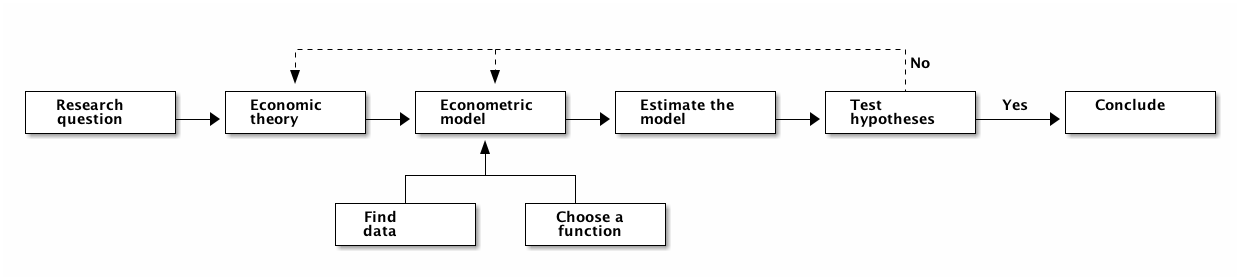 No
Research
question
Economic
theory
Econometric
model
Estimate the
model
Test
hypotheses
Yes
Conclude
Find
data
Choose a
function